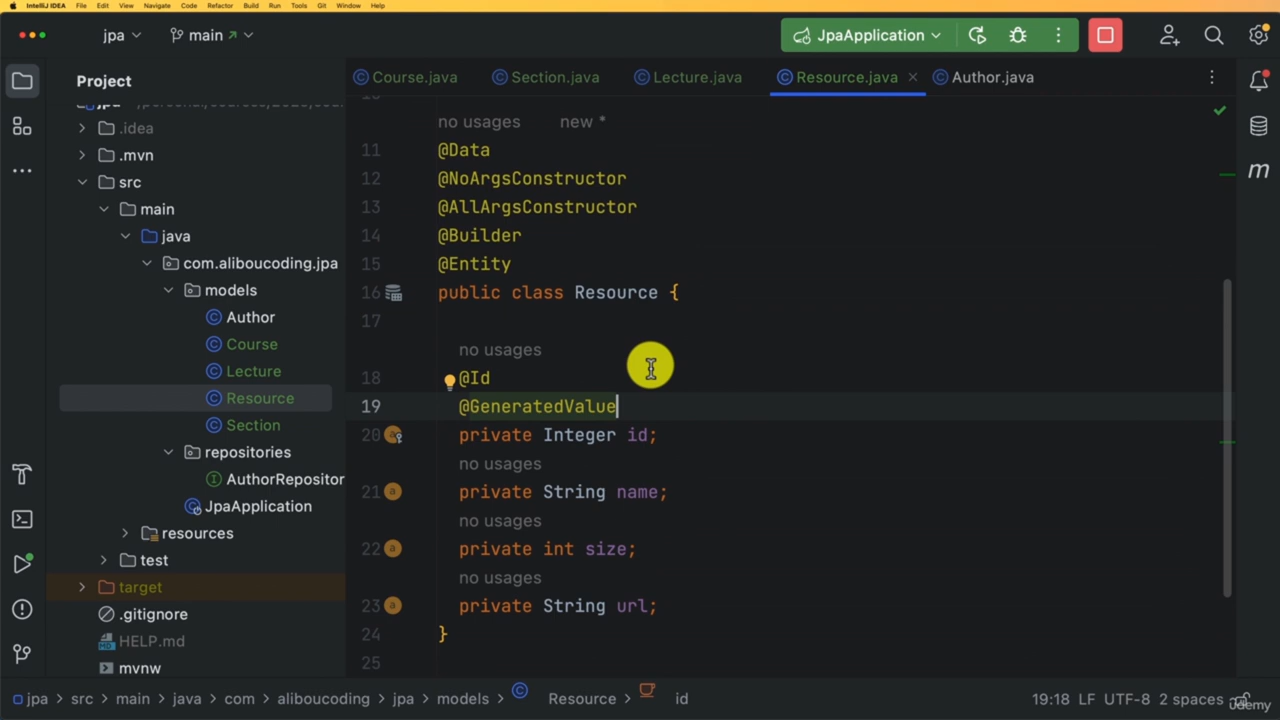 IntelliJ IDEA File Edit View Navigate Code Refactor Build Run Tools Git Window Help
jpa main JpaApplication
Project
Course.java Section.java Lecture.java Resource.java Author.java
.idea
.mvn
src
main
java
com.aliboucoding.jpa
models
Author
Course
Lecture
Resource
Section
repositories
AuthorRepositor
JpaApplication
resources
test
target
.gitignore
HELP.md
mvnw
no usages new *
11 @Data
12 @NoArgsConstructor
13 @AllArgsConstructor
14 @Builder
15 @Entity
16 public class Resource {
17
no usages
18 @Id
19 @GeneratedValue
20 private Integer id;
no usages
21 private String name;
no usages
22 private int size;
no usages
23 private String url;
24 }
25
jpa > src > main > java > com > aliboucoding > jpa > models > Resource > id 19:18 LF UTF-8 2 spaces
udemy